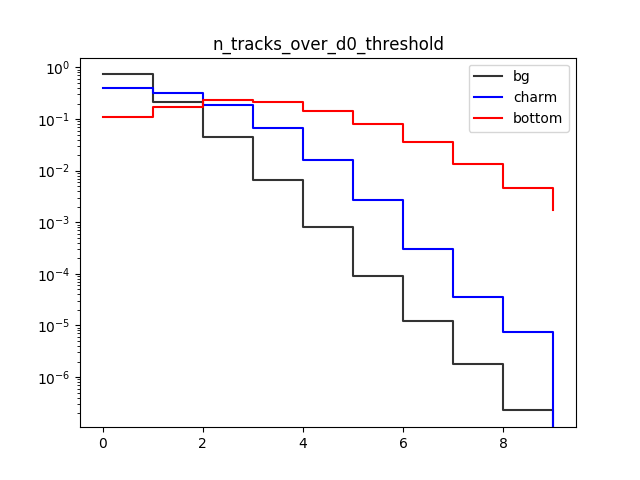 n_tracks_over_d0_threshold
bg
charm
bottom
10⁰
10⁻¹
10⁻²
10⁻³
10⁻⁴
10⁻⁵
10⁻⁶
0 2 4 6 8